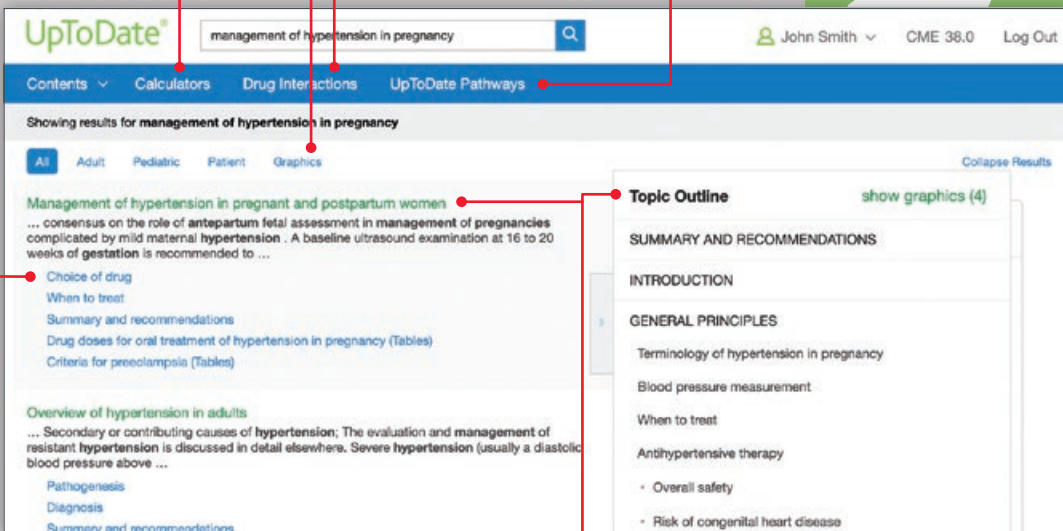 UpToDate®
management of hypertension in pregnancy
John Smith
CME 38.0
Log Out
Contents
Calculators
Drug Interactions
UpToDate Pathways
Showing results for management of hypertension in pregnancy
All
Adult
Pediatric
Patient
Graphics
Collapse Results
Management of hypertension in pregnant and postpartum women
... consensus on the role of antepartum fetal assessment in management of pregnancies
complicated by mild maternal hypertension . A baseline ultrasound examination at 16 to 20
weeks of gestation is recommended to ...
Choice of drug
When to treat
Summary and recommendations
Drug doses for oral treatment of hypertension in pregnancy (Tables)
Criteria for preeclampsia (Tables)
Overview of hypertension in adults
... Secondary or contributing causes of hypertension; The evaluation and management of
resistant hypertension is discussed in detail elsewhere. Severe hypertension (usually a diastolic
blood pressure above ...
Pathogenesis
Diagnosis
Summary and recommendations
Topic Outline
show graphics (4)
SUMMARY AND RECOMMENDATIONS
INTRODUCTION
GENERAL PRINCIPLES
Terminology of hypertension in pregnancy
Blood pressure measurement
When to treat
Antihypertensive therapy
• Overall safety
• Risk of congenital heart disease